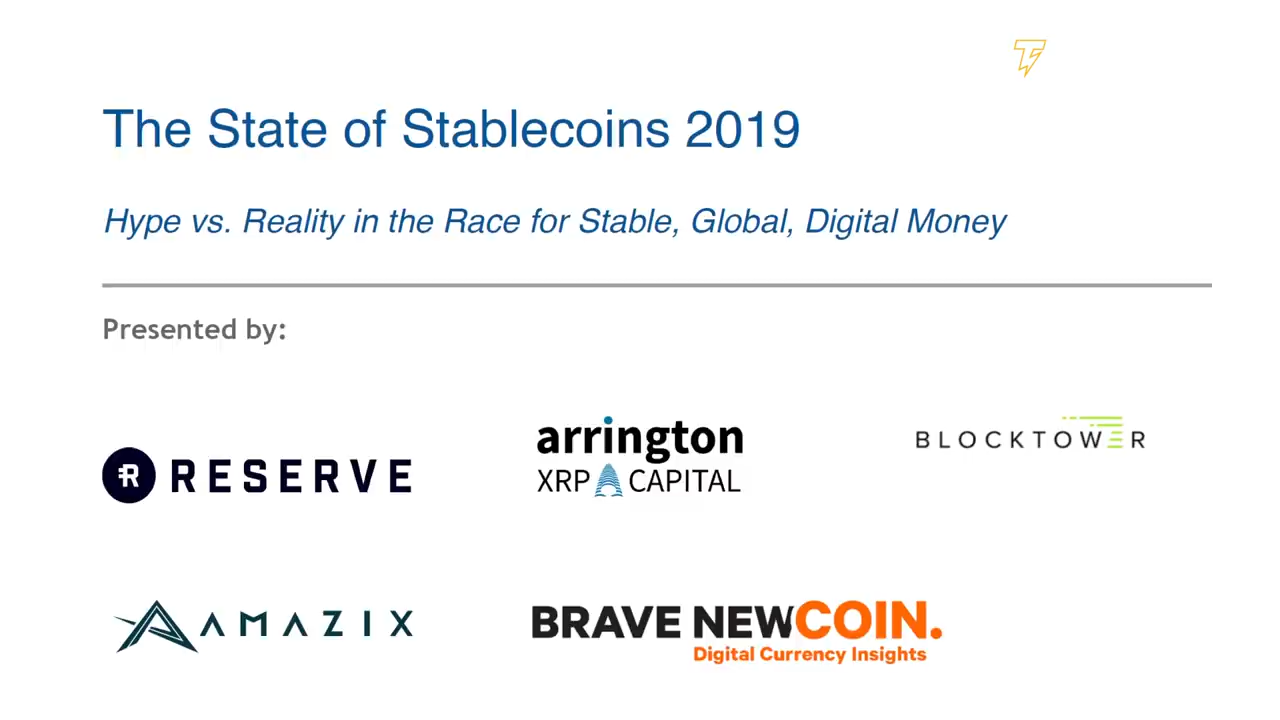 The State of Stablecoins 2019
Hype vs. Reality in the Race for Stable, Global, Digital Money
Presented by:
RESERVE
arrington
XRP CAPITAL
BLOCKTOWER
AMAZIX
BRAVE NEWCOIN.
Digital Currency Insights